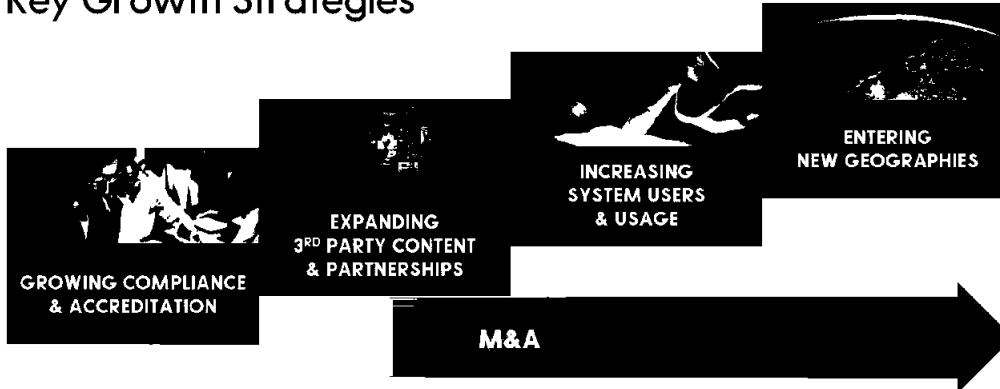 Key Growth Strategies
GROWING COMPLIANCE
& ACCREDITATION
EXPANDING
3RD PARTY CONTENT
& PARTNERSHIPS
INCREASING
SYSTEM USERS
& USAGE
ENTERING
NEW GEOGRAPHIES
M&A